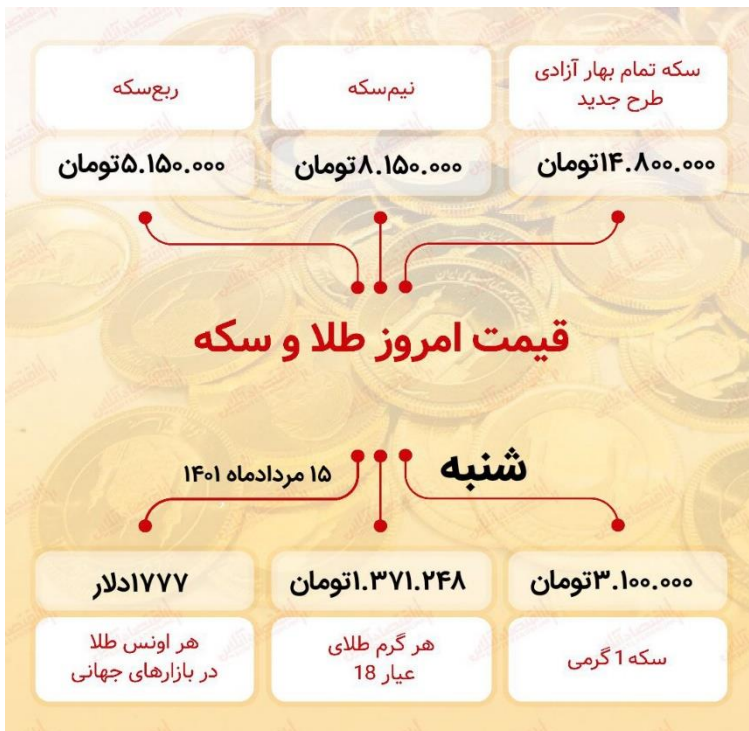 سکه تمام بهار آزادی
طرح جدید
نیم‌سکه
ربع‌سکه
۱۴.۸۰۰.۰۰۰تومان
۸.۱۵۰.۰۰۰تومان
۵.۱۵۰.۰۰۰تومان
قیمت امروز طلا و سکه
شنبه
۱۵ مردادماه ۱۴۰۱
۳.۱۰۰.۰۰۰تومان
۱.۳۷۱.۲۴۸تومان
۱۷۷۷دلار
سکه 1 گرمی
هر گرم طلای
عیار 18
هر اونس طلا
در بازارهای جهانی